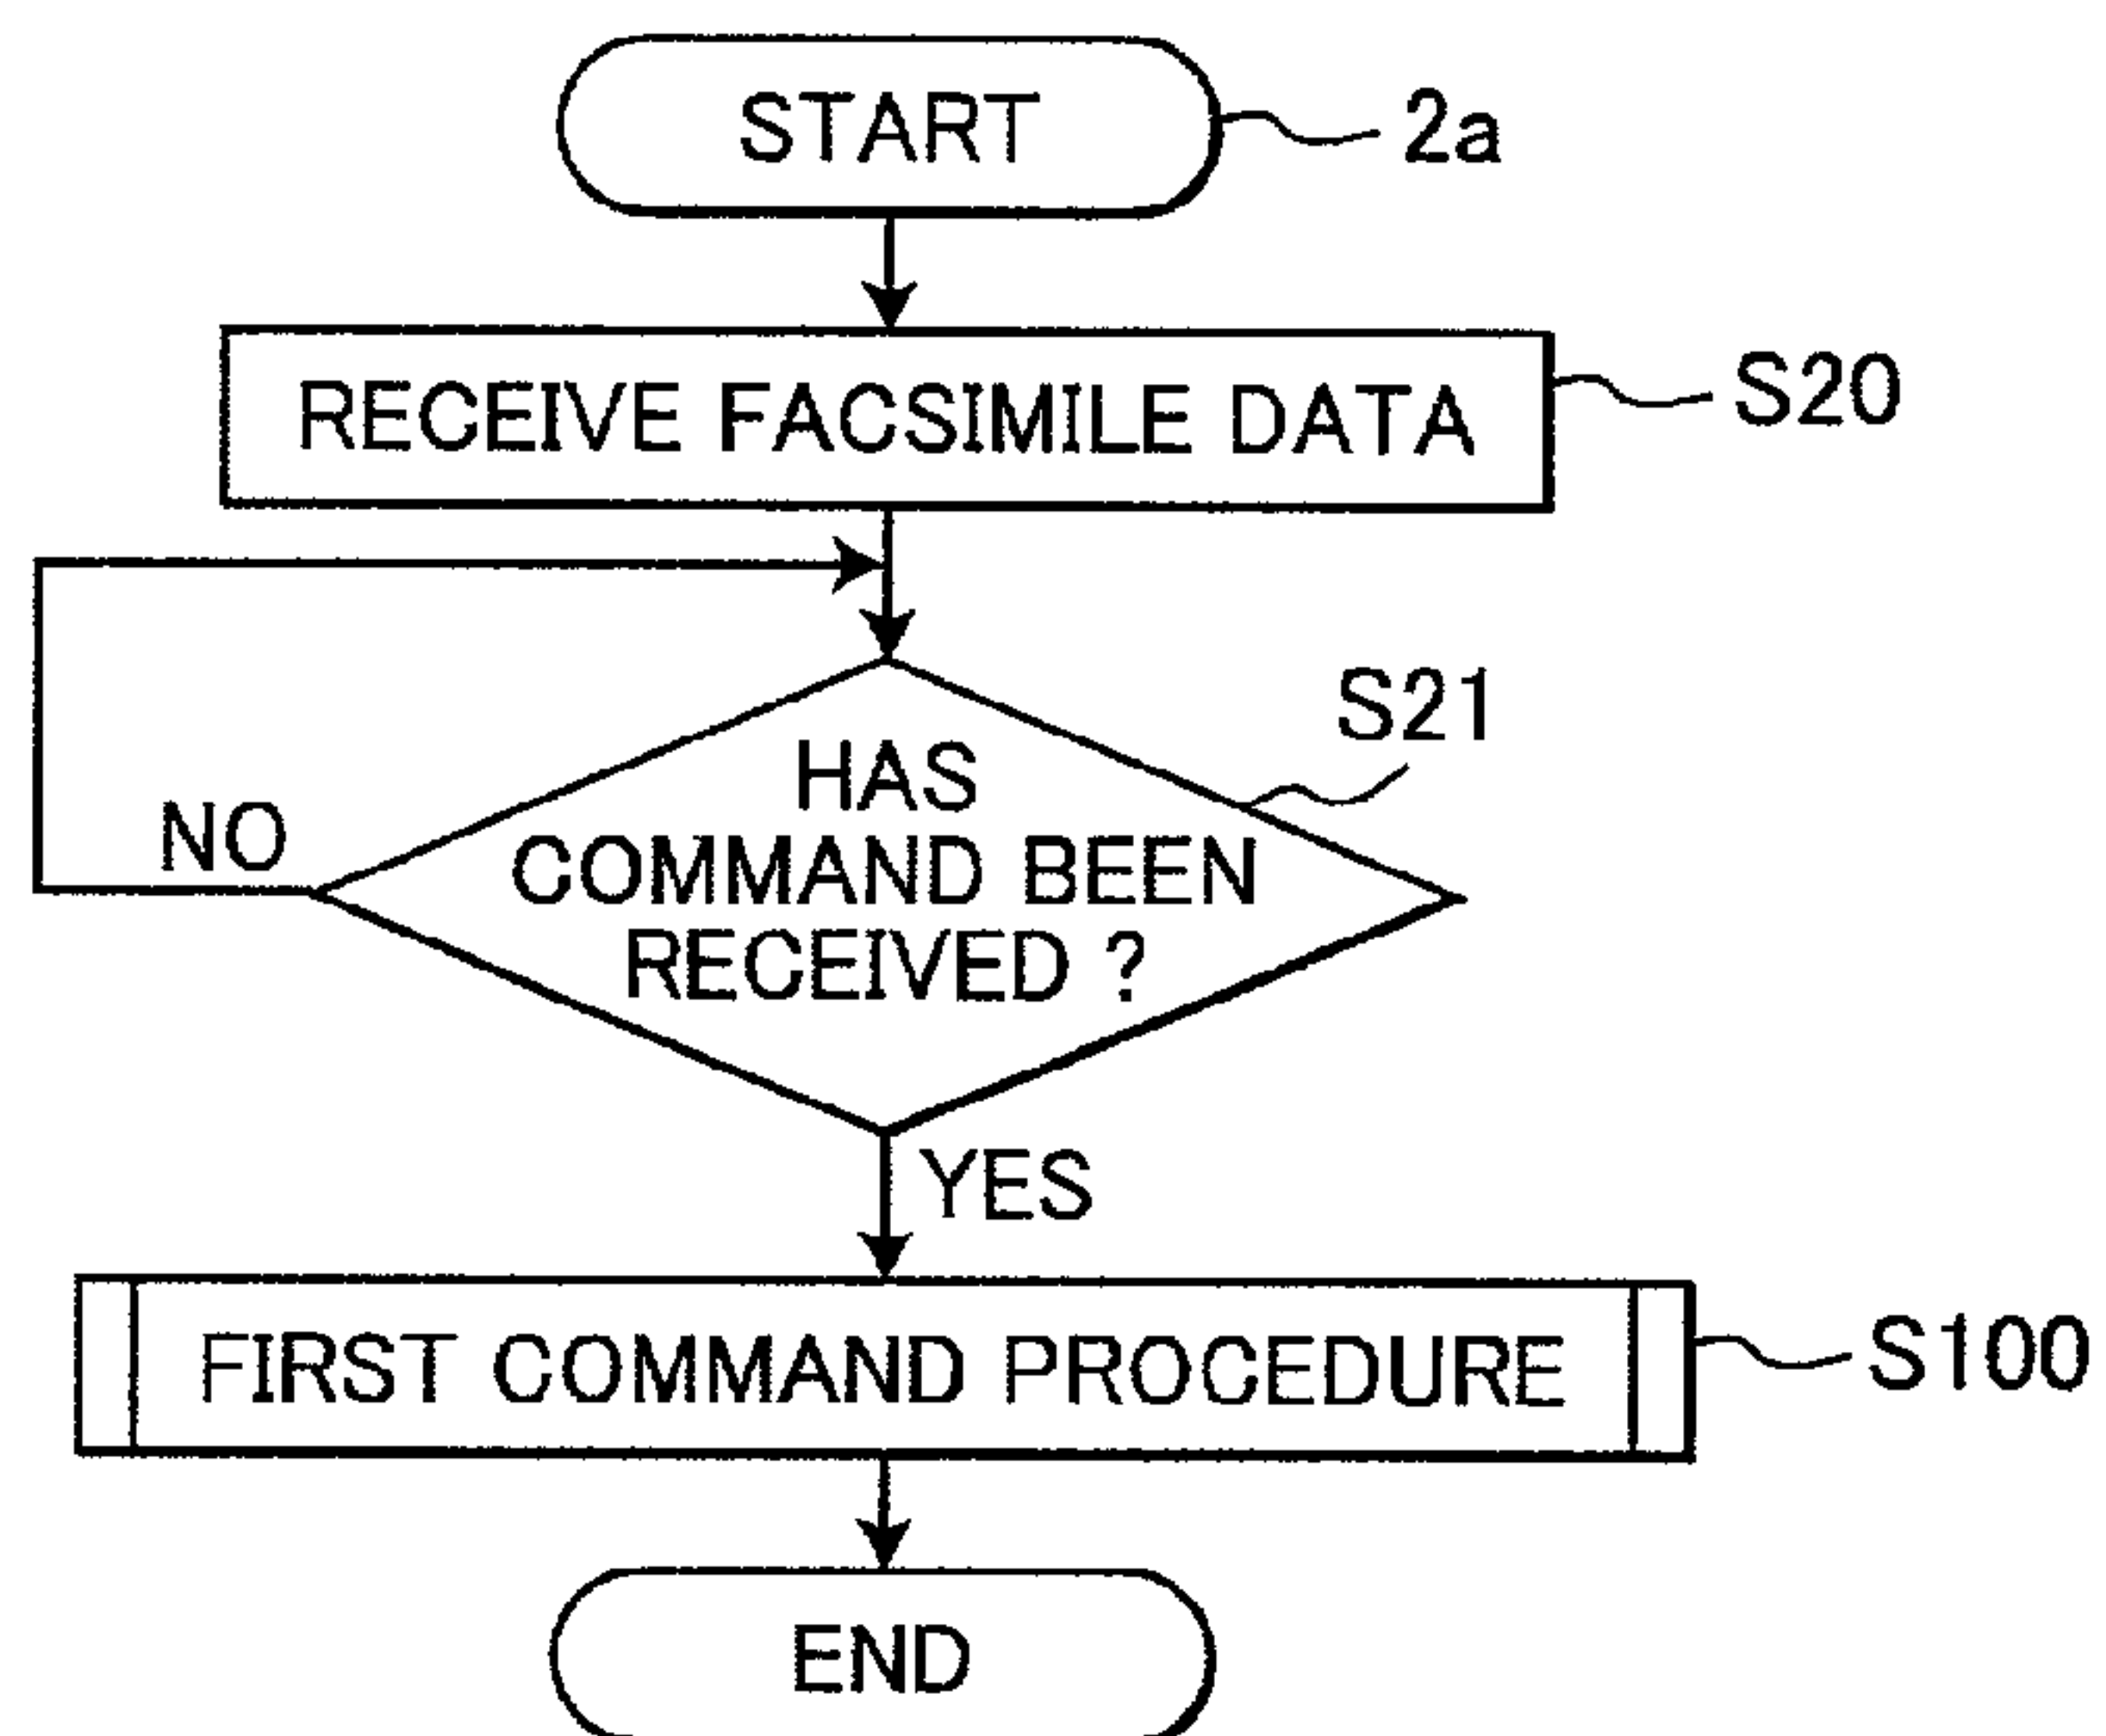 START
2a
RECEIVE FACSIMILE DATA
S20
S21
HAS
COMMAND BEEN
RECEIVED ?
NO
YES
FIRST COMMAND PROCEDURE
S100
END